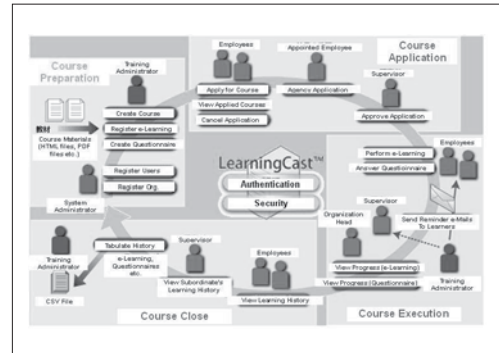 Course
Preparation
Training
Administrator
Create Course
Register e-Learning
Create Questionnaire
Course Materials
(HTML files, PDF
files etc.)
Register Users
Register Org.
System
Administrator
Employees
Appointed Employee
Course
Application
Supervisor
Apply for Course
Agency Application
View Applied Courses
Cancel Application
Approve Application
LearningCast™
Authentication
Security
Employees
Perform e-Learning
Answer Questionnaire
Supervisor
Organization
Head
Send Reminder e-Mails
To Learners
View Progress (e-Learning)
View Progress (Questionnaire)
Training
Administrator
Course Execution
Training
Administrator
Tabulate History
e-Learning,
Questionnaires
etc.
CSV File
Supervisor
View Subordinate's
Learning History
Employees
View Learning History
Course Close